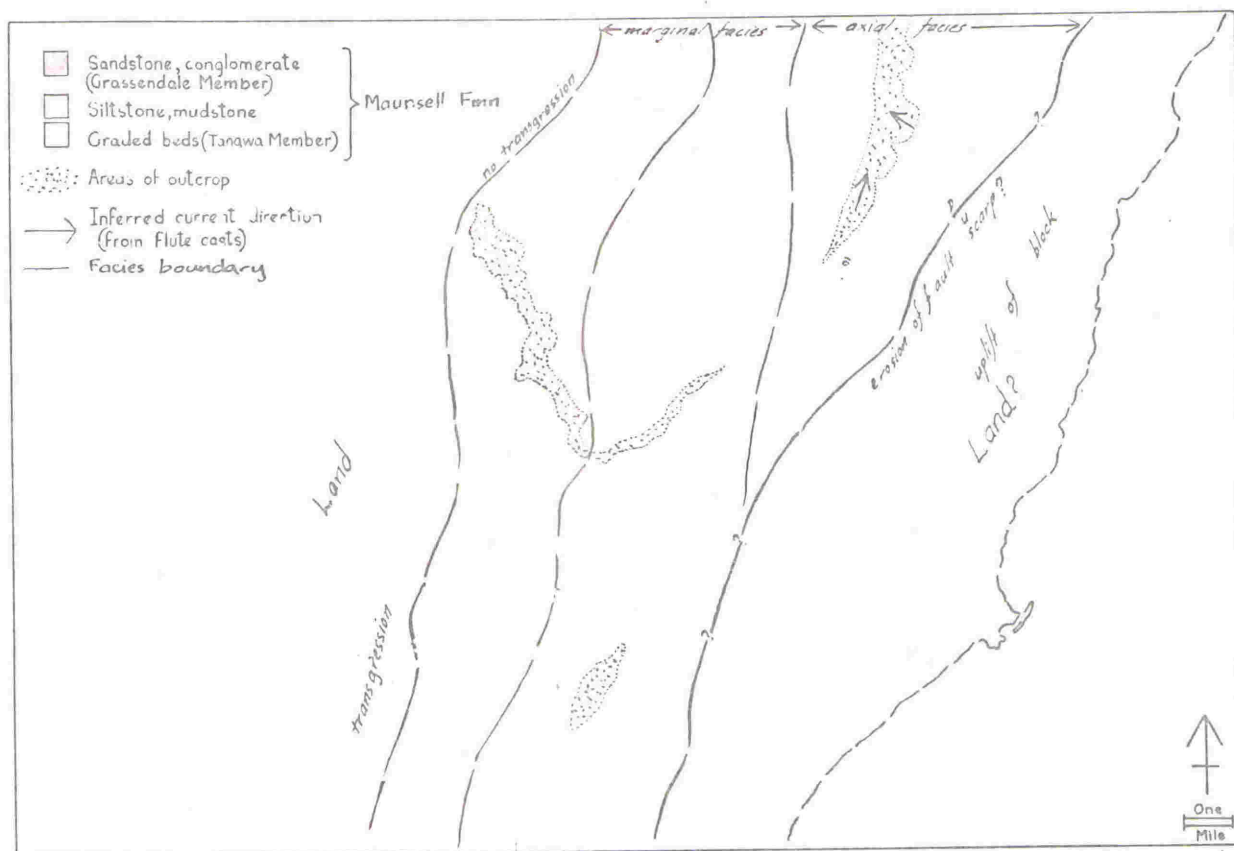 Sandstone, conglomerate
(Grassendale Member)
Siltstone, mudstone
Graded beds (Tanawa Member)
Maunsell Fmn
Areas of outcrop
Inferred current direction
(from Flute casts)
Facies boundary
marginal facies
axial facies
no transgression
?
?
erosion of fault scarp?
uplift of block
Land?
Land
transgression
?
?
One
Mile